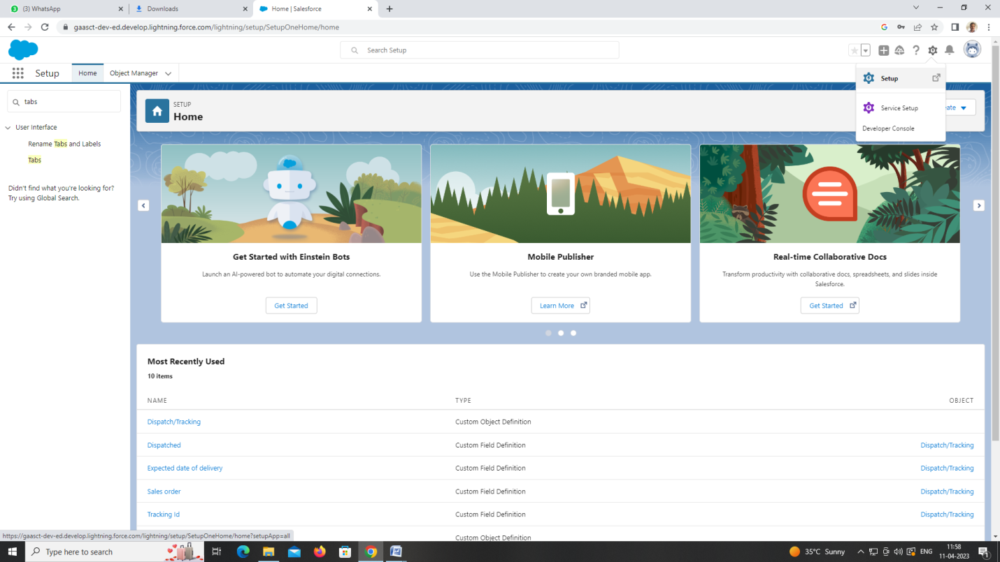 (3) WhatsApp
Downloads
Home | Salesforce
gaasct-dev-ed.develop.lightning.force.com/lightning/setup/SetupOneHome/home
Search Setup
Setup
Home
Object Manager
Setup
Service Setup
Developer Console
eate
tabs
User Interface
Rename Tabs and Labels
Tabs
Didn't find what you're looking for?
Try using Global Search.
SETUP
Home
Get Started with Einstein Bots
Launch an AI-powered bot to automate your digital connections.
Get Started
Mobile Publisher
Use the Mobile Publisher to create your own branded mobile app.
Learn More
Real-time Collaborative Docs
Transform productivity with collaborative docs, spreadsheets, and slides inside
Salesforce.
Get Started
Most Recently Used
10 items
NAME TYPE OBJECT
Dispatch/Tracking Custom Object Definition
Dispatched Custom Field Definition Dispatch/Tracking
Expected date of delivery Custom Field Definition Dispatch/Tracking
Sales order Custom Field Definition Dispatch/Tracking
Tracking Id Custom Field Definition Dispatch/Tracking
Custom Object Definition
https://gaasct-dev-ed.develop.lightning.force.com/lightning/setup/SetupOneHome/home?setupApp=all
Type here to search
35°C Sunny
ENG
11:58
11-04-2023
1